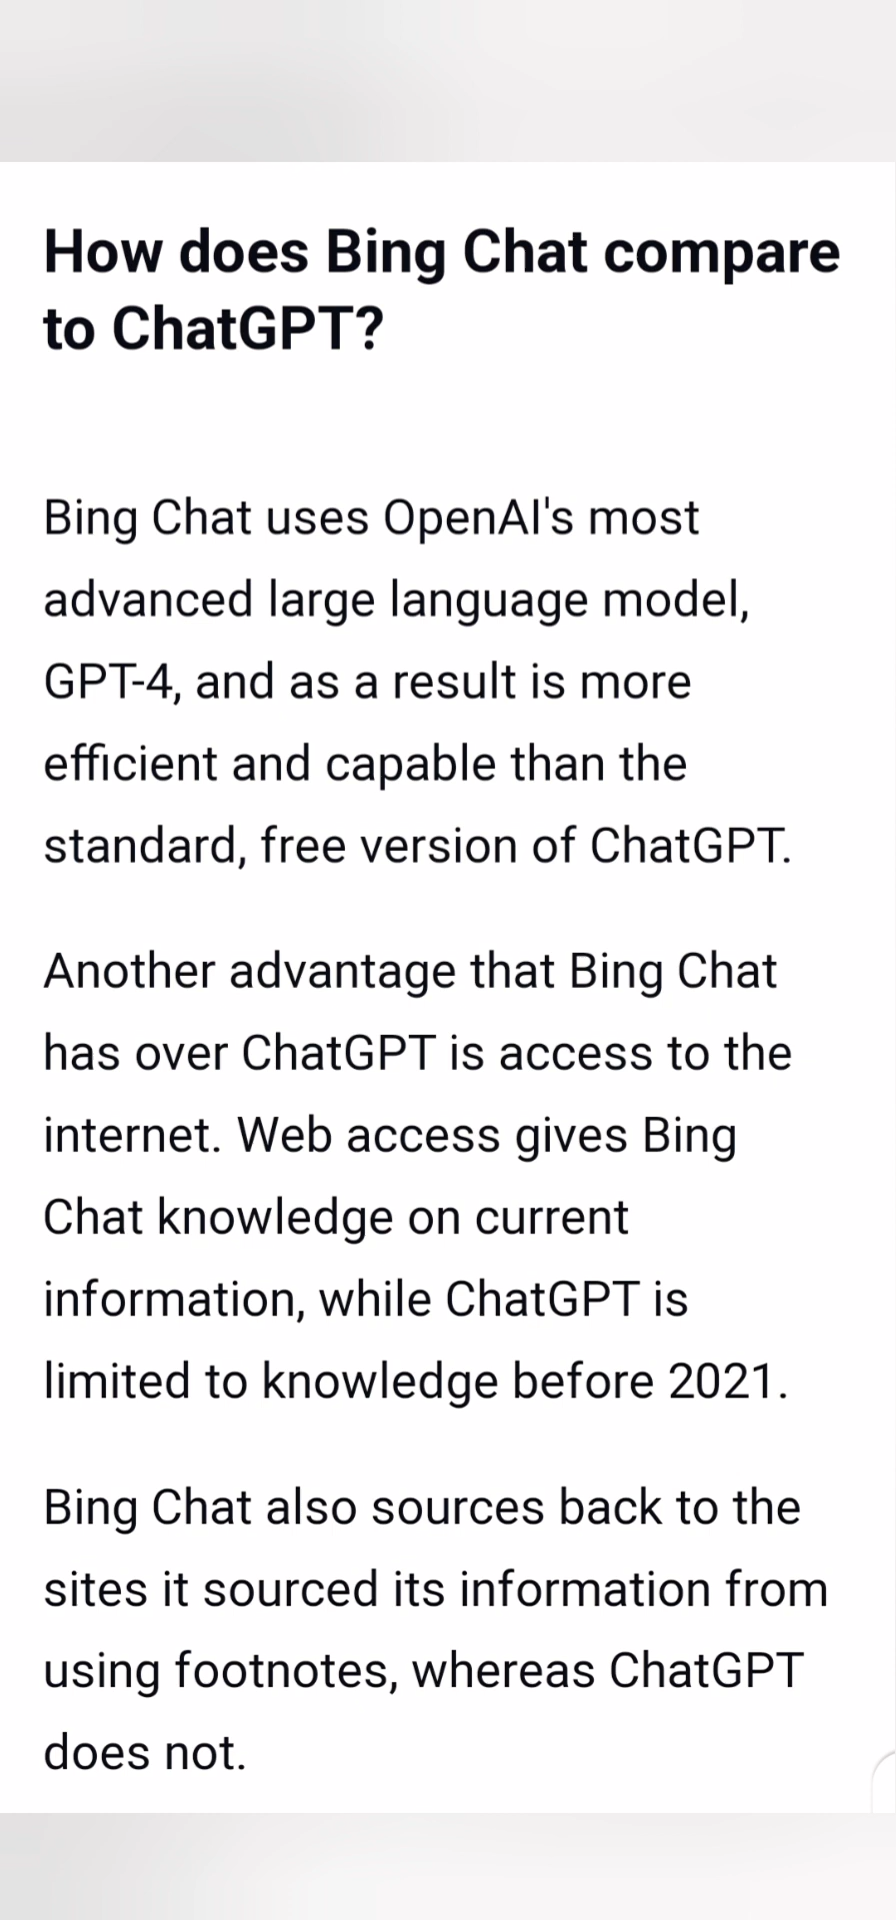 How does Bing Chat compare
to ChatGPT?
Bing Chat uses OpenAI's most
advanced large language model,
GPT-4, and as a result is more
efficient and capable than the
standard, free version of ChatGPT.
Another advantage that Bing Chat
has over ChatGPT is access to the
internet. Web access gives Bing
Chat knowledge on current
information, while ChatGPT is
limited to knowledge before 2021.
Bing Chat also sources back to the
sites it sourced its information from
using footnotes, whereas ChatGPT
does not.